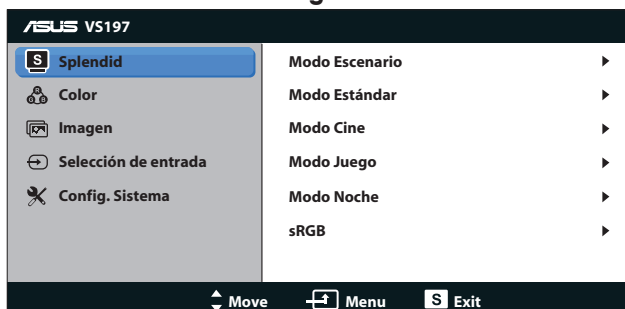 ASUS VS197
S Splendid
Color
Imagen
Selección de entrada
Config. Sistema
Modo Escenario
Modo Estándar
Modo Cine
Modo Juego
Modo Noche
sRGB
Move Menu S Exit